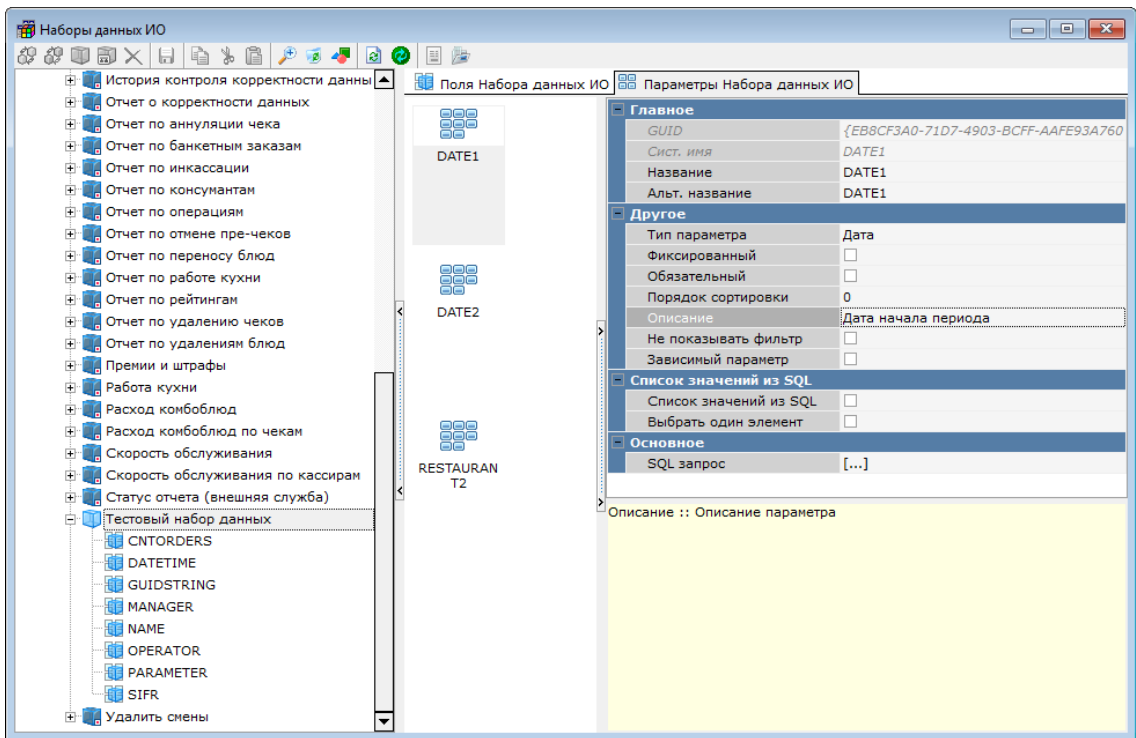 Наборы данных ИО
История контроля корректности данны
Отчет о корректности данных
Отчет по аннуляции чека
Отчет по банкетным заказам
Отчет по инкассации
Отчет по консумантам
Отчет по операциям
Отчет по отмене пре-чеков
Отчет по переносу блюд
Отчет по работе кухни
Отчет по рейтингам
Отчет по удалению чеков
Отчет по удалениям блюд
Премии и штрафы
Работа кухни
Расход комбоблюд
Расход комбоблюд по чекам
Скорость обслуживания
Скорость обслуживания по кассирам
Статус отчета (внешняя служба)
Тестовый набор данных
CNTORDERS
DATETIME
GUIDSTRING
MANAGER
NAME
OPERATOR
PARAMETER
SIFR
Удалить смены
Поля Набора данных ИО
Параметры Набора данных ИО
DATE1
DATE2
RESTAURAN
T2
Главное
GUID {EB8CF3A0-71D7-4903-BCFF-AAFE93A760
Сист. имя DATE1
Название DATE1
Альт. название DATE1
Другое
Тип параметра Дата
Фиксированный
Обязательный
Порядок сортировки 0
Описание Дата начала периода
Не показывать фильтр
Зависимый параметр
Список значений из SQL
Список значений из SQL
Выбрать один элемент
Основное
SQL запрос [...]
Описание :: Описание параметра